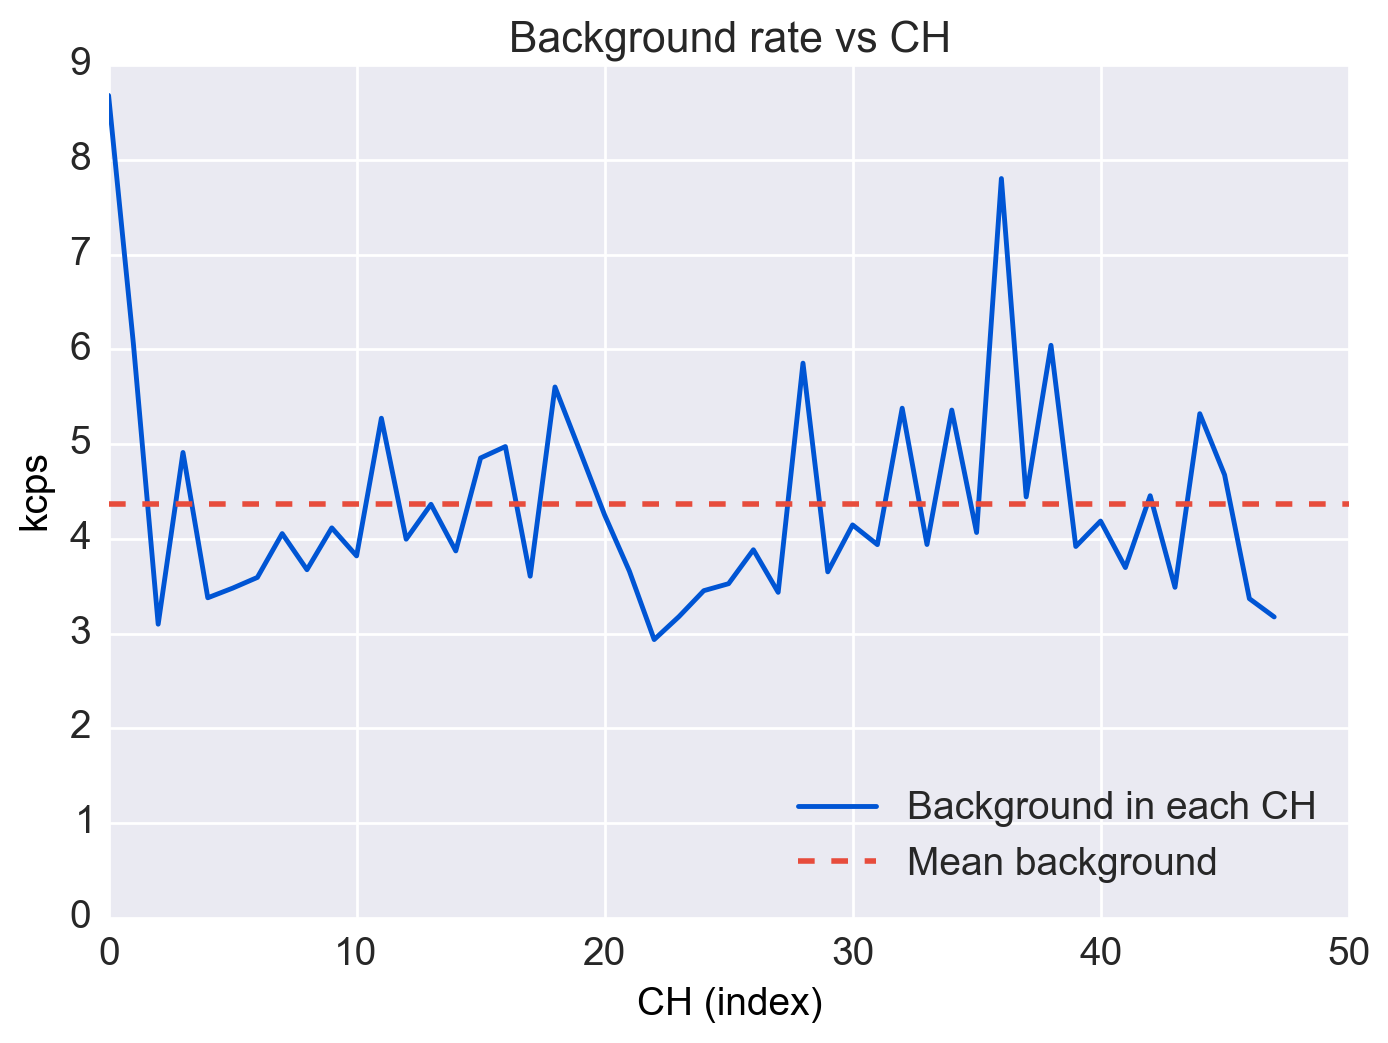 Background rate vs CH
9
8
7
6
5
4
3
2
1
0
kcps
Background in each CH
Mean background
0 10 20 30 40 50
CH (index)